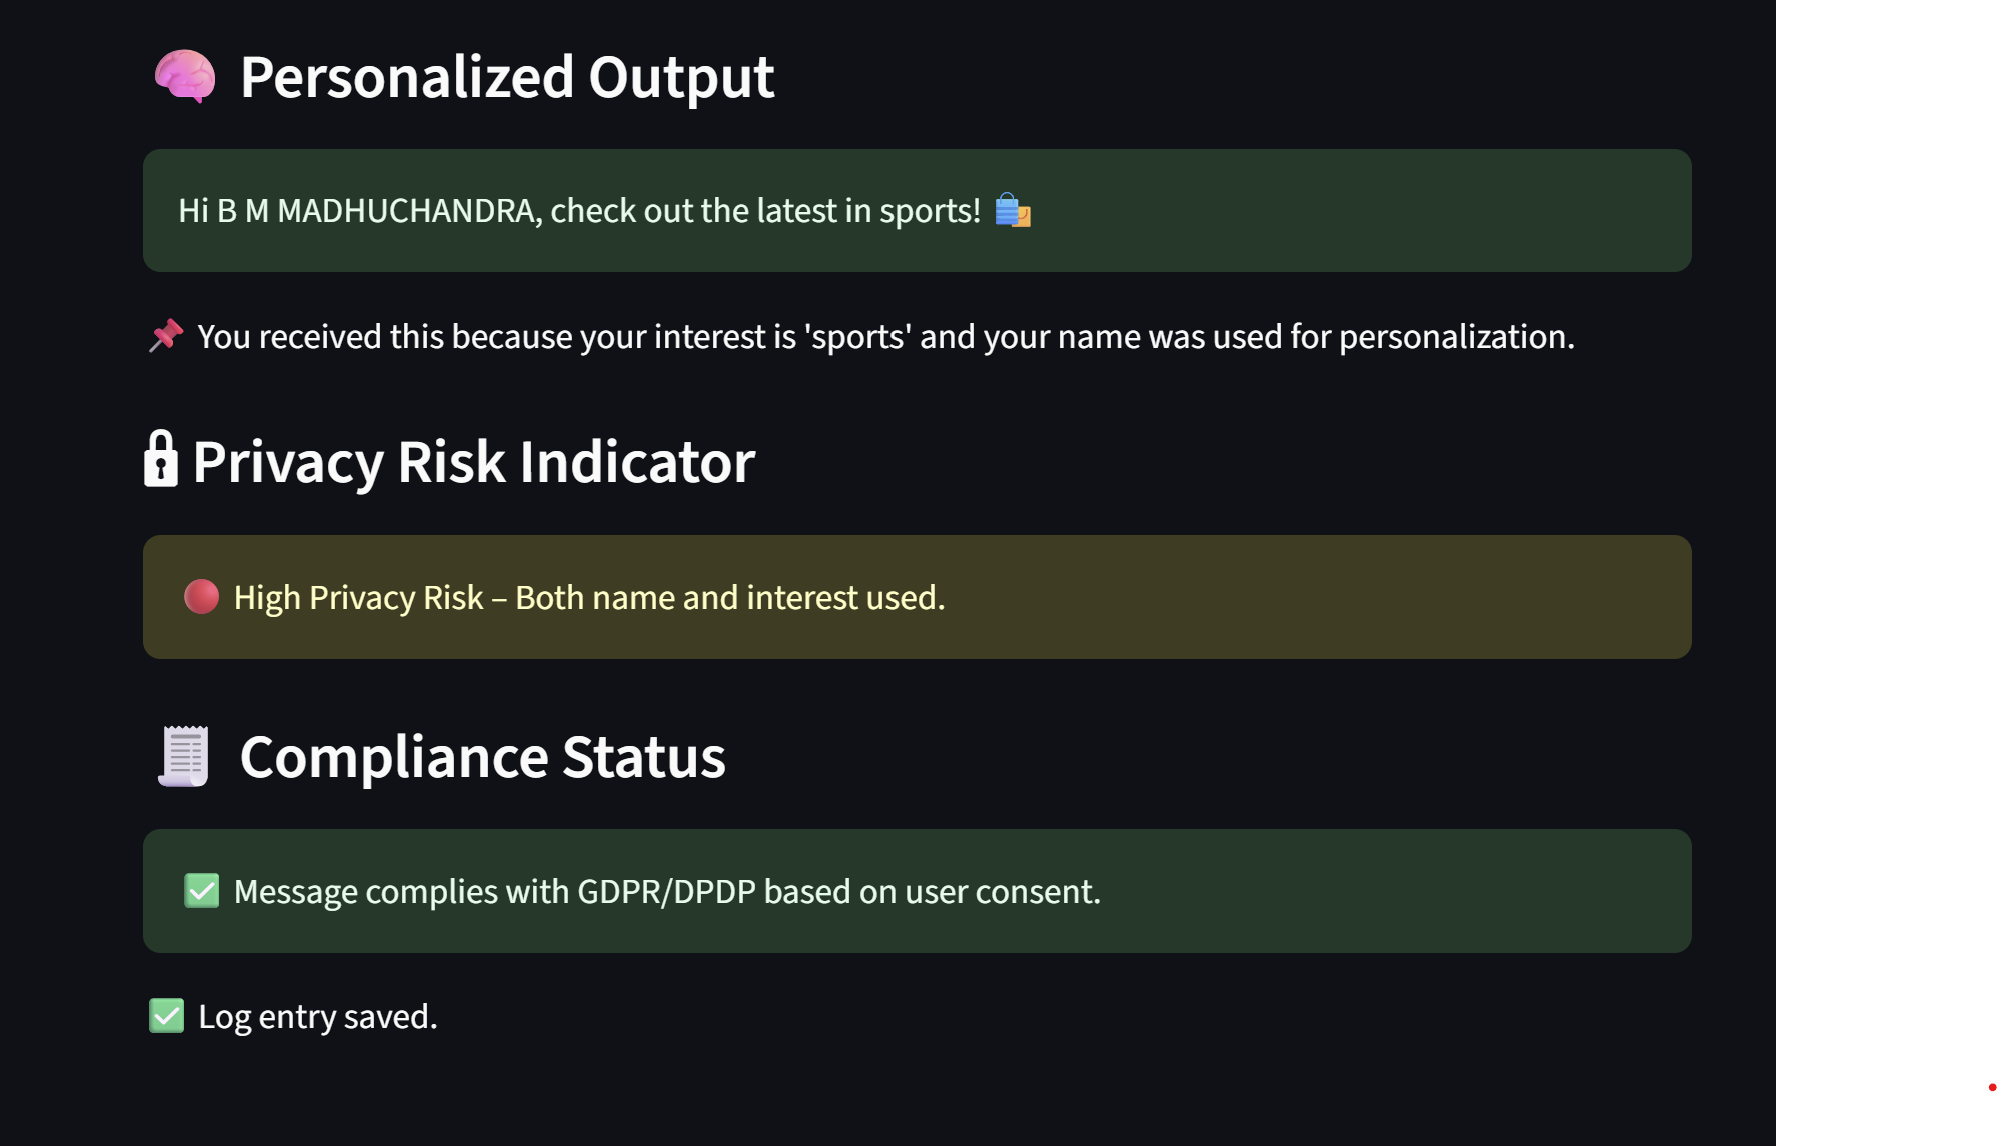 🧠 Personalized Output
Hi B M MADHUCHANDRA, check out the latest in sports! 🛍️
📌 You received this because your interest is 'sports' and your name was used for personalization.
🔒 Privacy Risk Indicator
🔴 High Privacy Risk – Both name and interest used.
🧾 Compliance Status
✅ Message complies with GDPR/DPDP based on user consent.
✅ Log entry saved.